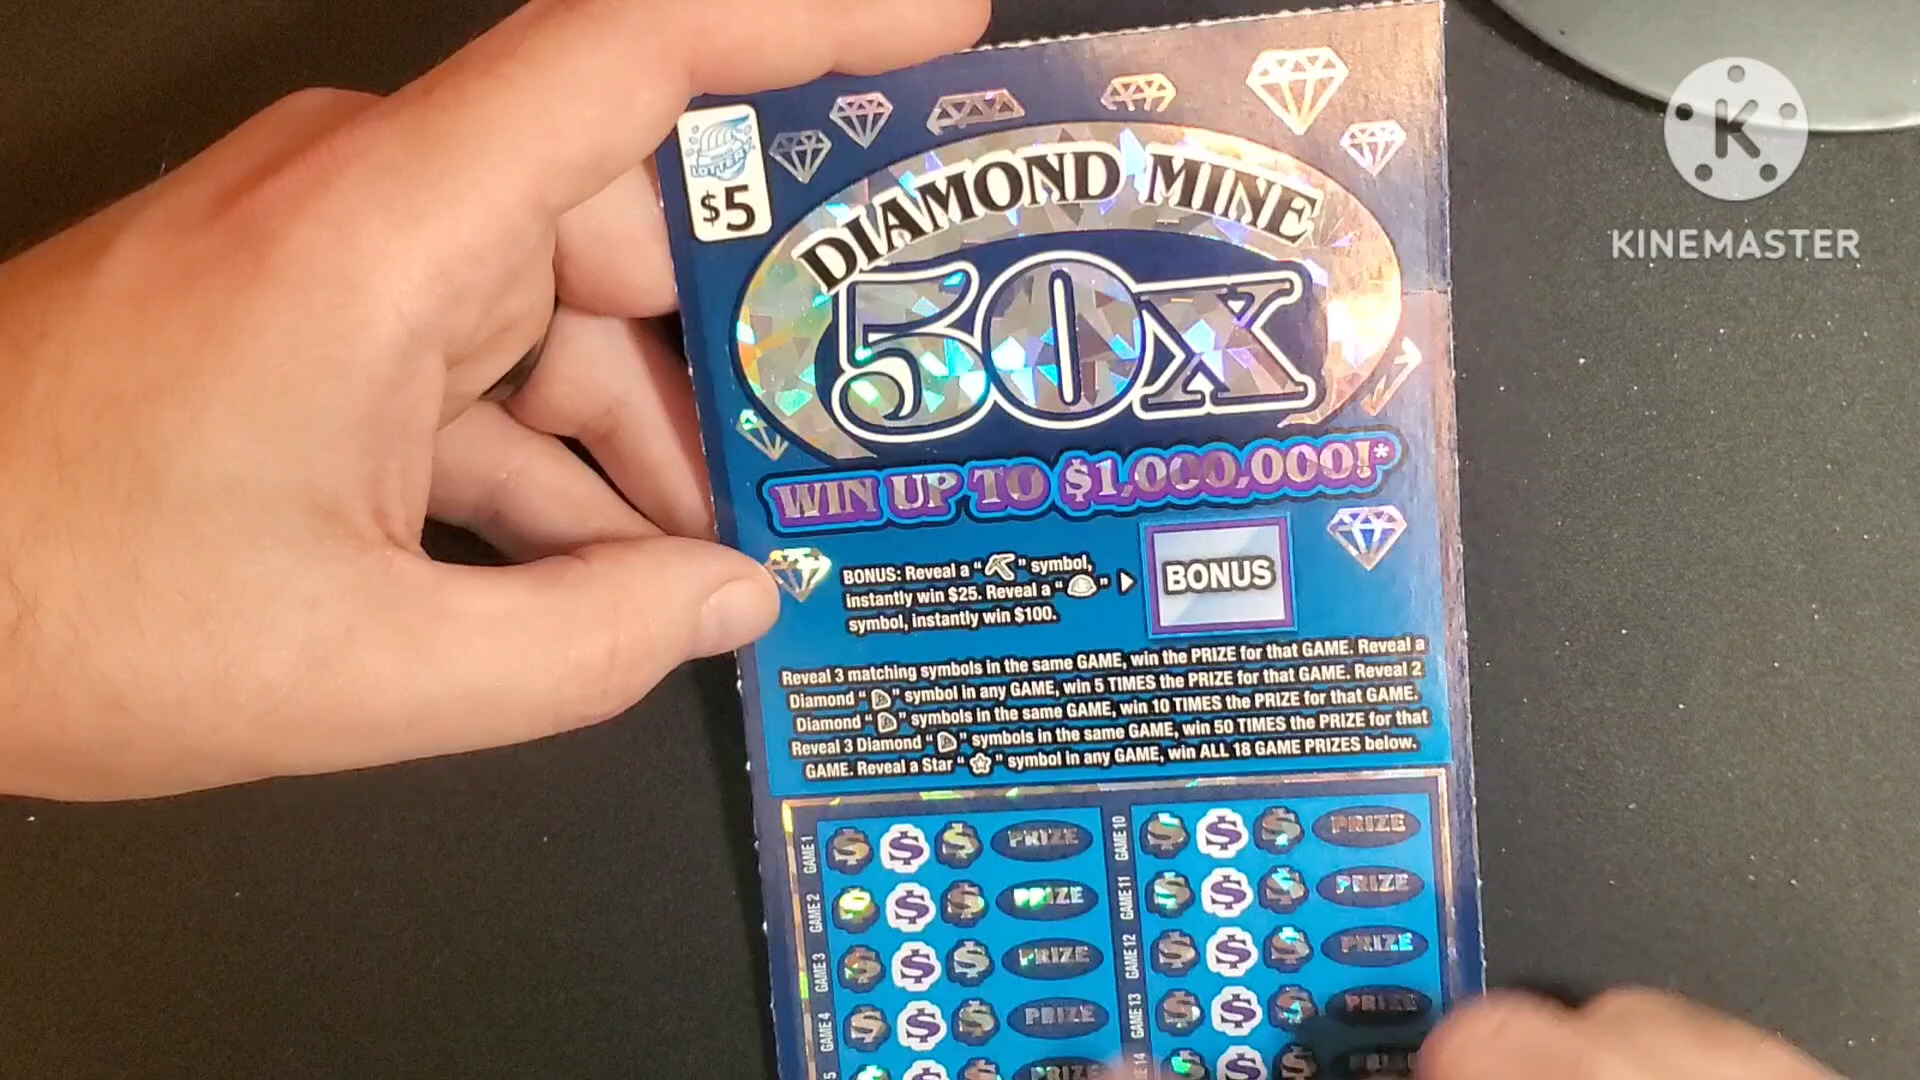 LOTTERY
$5
DIAMOND MINE
50X
WIN UP TO $1,000,000!*
BONUS: Reveal a " " symbol,
instantly win $25. Reveal a " "
symbol, instantly win $100.
BONUS
Reveal 3 matching symbols in the same GAME, win the PRIZE for that GAME. Reveal a
Diamond " " symbol in any GAME, win 5 TIMES the PRIZE for that GAME. Reveal 2
Diamond " " symbols in the same GAME, win 10 TIMES the PRIZE for that GAME.
Reveal 3 Diamond " " symbols in the same GAME, win 50 TIMES the PRIZE for that
GAME. Reveal a Star " " symbol in any GAME, win ALL 18 GAME PRIZES below.
GAME 1 $ $ $ PRIZE
GAME 2 $ $ $ PRIZE
GAME 3 $ $ $ PRIZE
GAME 4 $ $ $ PRIZE
5 $ $ $ PRIZE
GAME 10 $ $ $ PRIZE
GAME 11 $ $ $ PRIZE
GAME 12 $ $ $ PRIZE
GAME 13 $ $ $ PRIZE
14 $ $ $
K
KINEMASTER